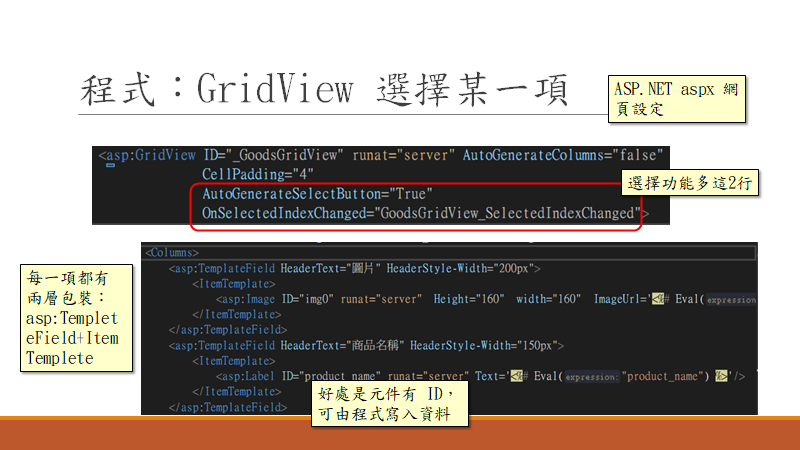 程式：GridView 選擇某一項
ASP.NET aspx 網
頁設定
<asp:GridView ID="_GoodsGridView" runat="server" AutoGenerateColumns="false"
CellPadding="4"
AutoGenerateSelectButton="True"
OnSelectedIndexChanged="GoodsGridView_SelectedIndexChanged">
選擇功能多這2行
<Columns>
<asp:TemplateField HeaderText="圖片" HeaderStyle-Width="200px">
<ItemTemplate>
<asp:Image ID="img0" runat="server" Height="160" width="160" ImageUrl='<%# Eval(expression:
</ItemTemplate>
</asp:TemplateField>
<asp:TemplateField HeaderText="商品名稱" HeaderStyle-Width="150px">
<ItemTemplate>
<asp:Label ID="product_name" runat="server" Text='<%# Eval(expression:"product_name") %>'/>
</ItemTemplate>
</asp:TemplateField>
每一項都有
兩層包裝：
asp:Templet
eField+Item
Templete
好處是元件有 ID，
可由程式寫入資料